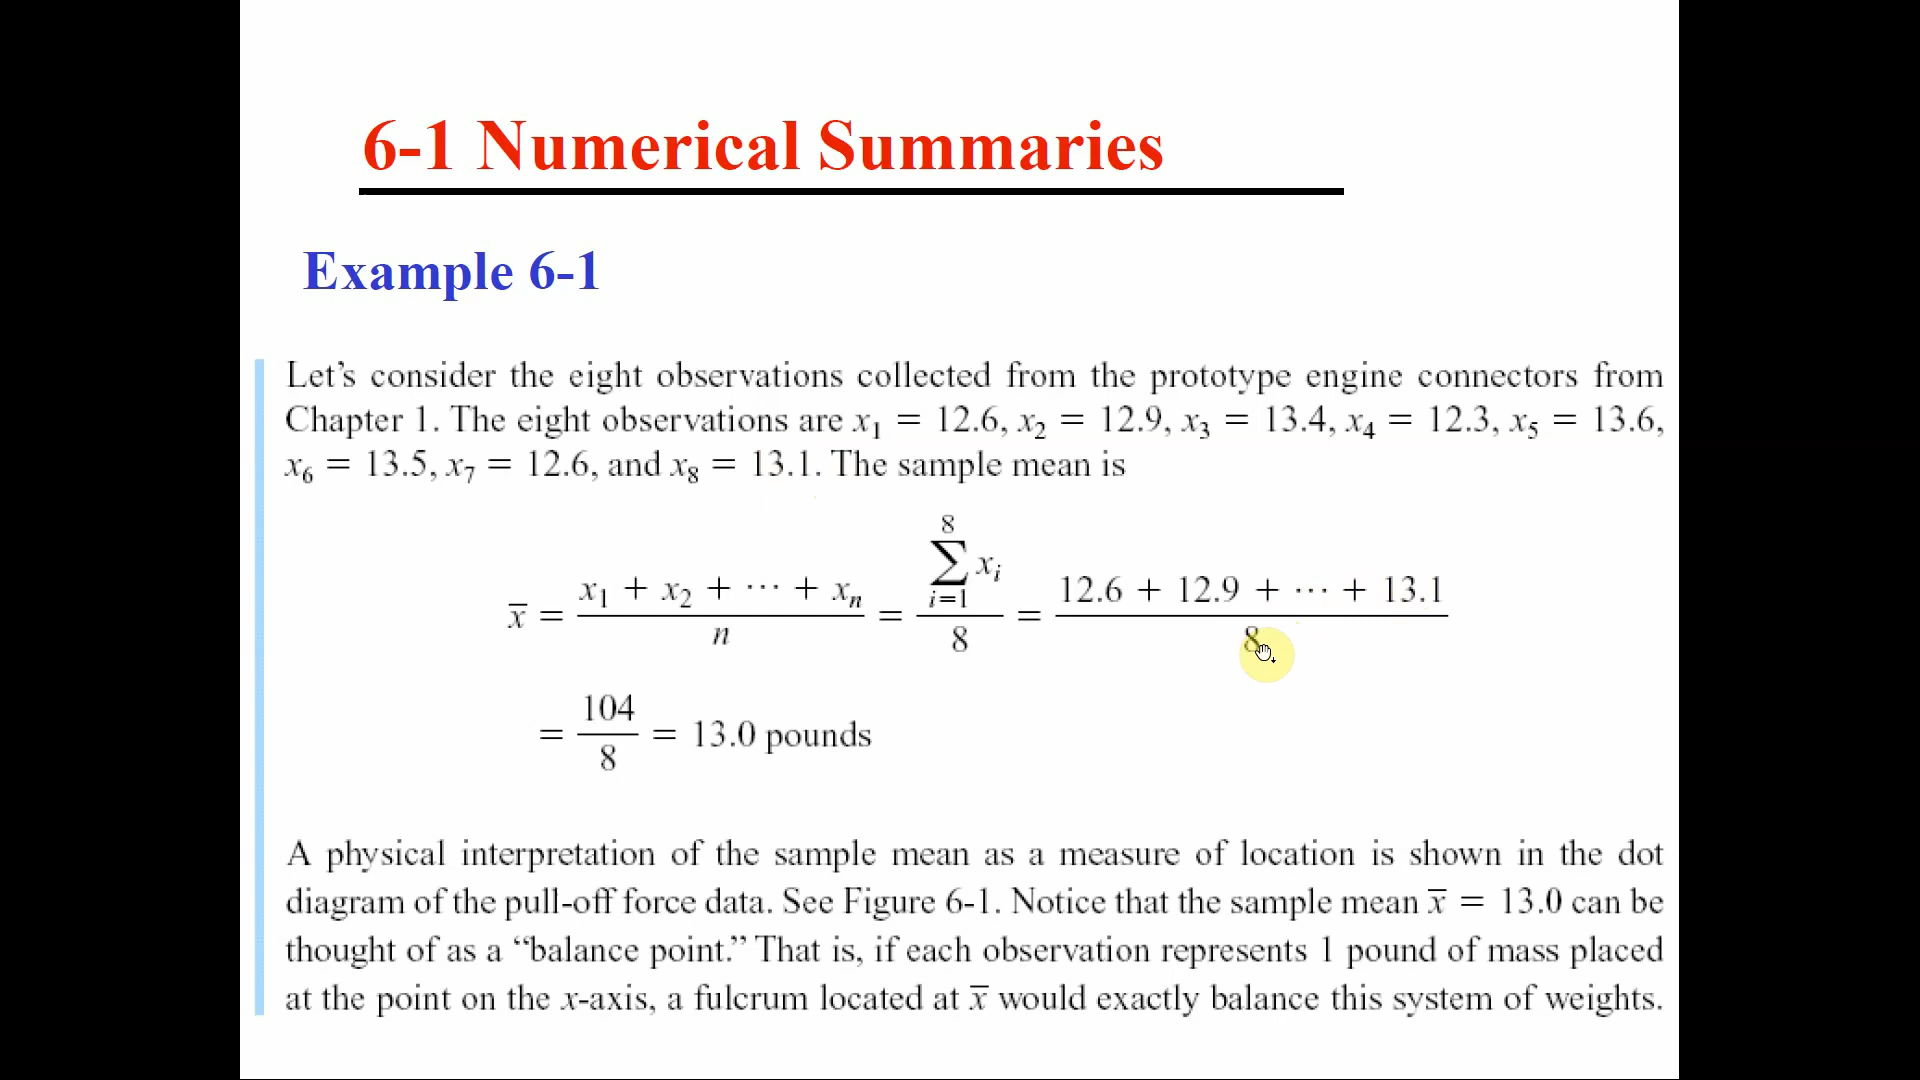 6-1 Numerical Summaries
Example 6-1
Let's consider the eight observations collected from the prototype engine connectors from
Chapter 1. The eight observations are x₁ = 12.6, x₂ = 12.9, x₃ = 13.4, x₄ = 12.3, x₅ = 13.6,
x₆ = 13.5, x₇ = 12.6, and x₈ = 13.1. The sample mean is
x̄ = (x₁ + x₂ + ⋯ + xₙ)/n = (∑_{i=1}^{8} xᵢ)/8 = (12.6 + 12.9 + ⋯ + 13.1)/8
= 104/8 = 13.0 pounds
A physical interpretation of the sample mean as a measure of location is shown in the dot
diagram of the pull-off force data. See Figure 6-1. Notice that the sample mean x̄ = 13.0 can be
thought of as a “balance point.” That is, if each observation represents 1 pound of mass placed
at the point on the x-axis, a fulcrum located at x̄ would exactly balance this system of weights.